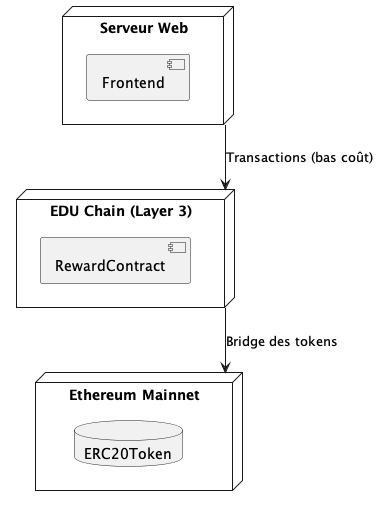 Serveur Web
Frontend
Transactions (bas coût)
EDU Chain (Layer 3)
RewardContract
Bridge des tokens
Ethereum Mainnet
ERC20Token